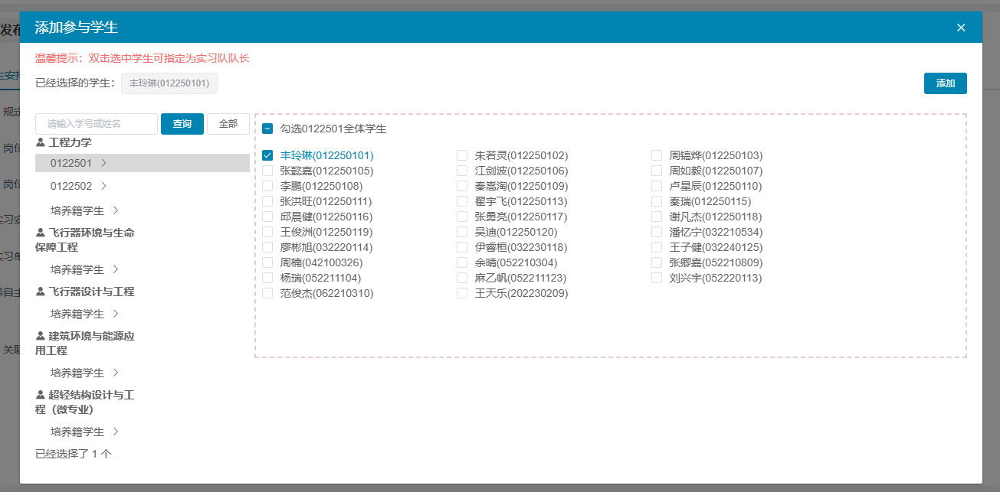 发布
添加参与学生
温馨提示：双击选中学生可指定为实习队队长
生安排
已经选择的学生： 丰玲琳(012250101) 添加
规定
请输入学号或姓名 查询 全部
勾选0122501全体学生
工程力学
岗位
0122501
丰玲琳(012250101) 朱若灵(012250102) 周镐烨(012250103)
张懿嘉(012250105) 江剑波(012250106) 周如毅(012250107)
岗位
0122502
李鹏(012250108) 秦嵩淘(012250109) 卢星辰(012250110)
张洪旺(012250111) 翟宇飞(012250113) 秦瑞(012250115)
培养籍学生
实习安
邱晨健(012250116) 张勇亮(012250117) 谢凡杰(012250118)
飞行器环境与生命
保障工程
王俊洲(012250119) 吴迪(012250120) 潘忆宁(032210534)
廖彬旭(032220114) 伊睿桓(032230118) 王子健(032240125)
实习单
周楠(042100326) 余晴(052210304) 张卿嘉(052210809)
培养籍学生
杨瑞(052211104) 麻乙帆(052211123) 刘兴宇(052220113)
择自主
飞行器设计与工程
范俊杰(062210310) 王天乐(202230209)
培养籍学生
建筑环境与能源应
用工程
关联
培养籍学生
超轻结构设计与工
程（微专业）
培养籍学生
已经选择了 1 个